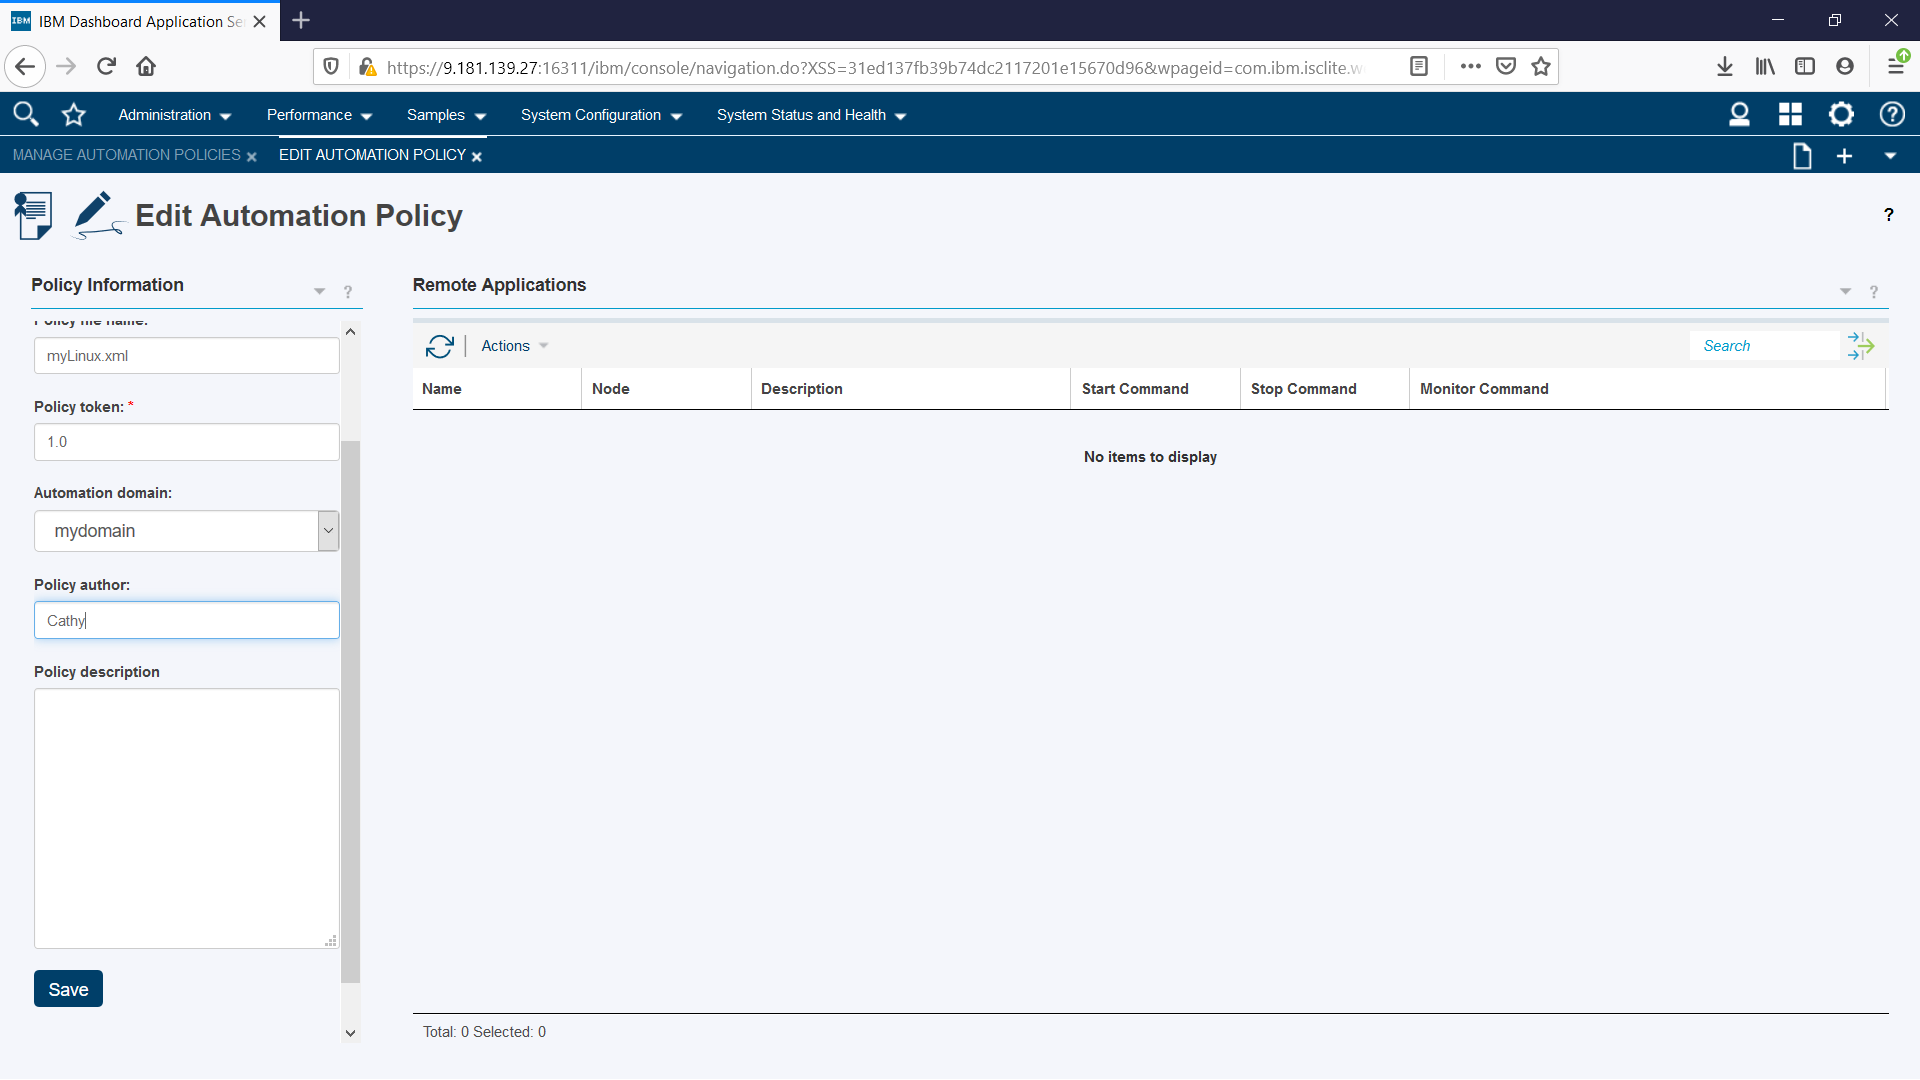 IBM
IBM Dashboard Application Se
https://9.181.139.27:16311/ibm/console/navigation.do?XSS=31ed137fb39b74dc2117201e15670d96&wpageid=com.ibm.isclite.w
Administration Performance Samples System Configuration System Status and Health
?
MANAGE AUTOMATION POLICIES EDIT AUTOMATION POLICY
Edit Automation Policy
?
Policy Information
?
Policy file name:
myLinux.xml
Policy token: *
1.0
Automation domain:
mydomain
Policy author:
Cathy
Policy description
Save
Remote Applications
?
Actions
Search
Name Node Description Start Command Stop Command Monitor Command
No items to display
Total: 0 Selected: 0